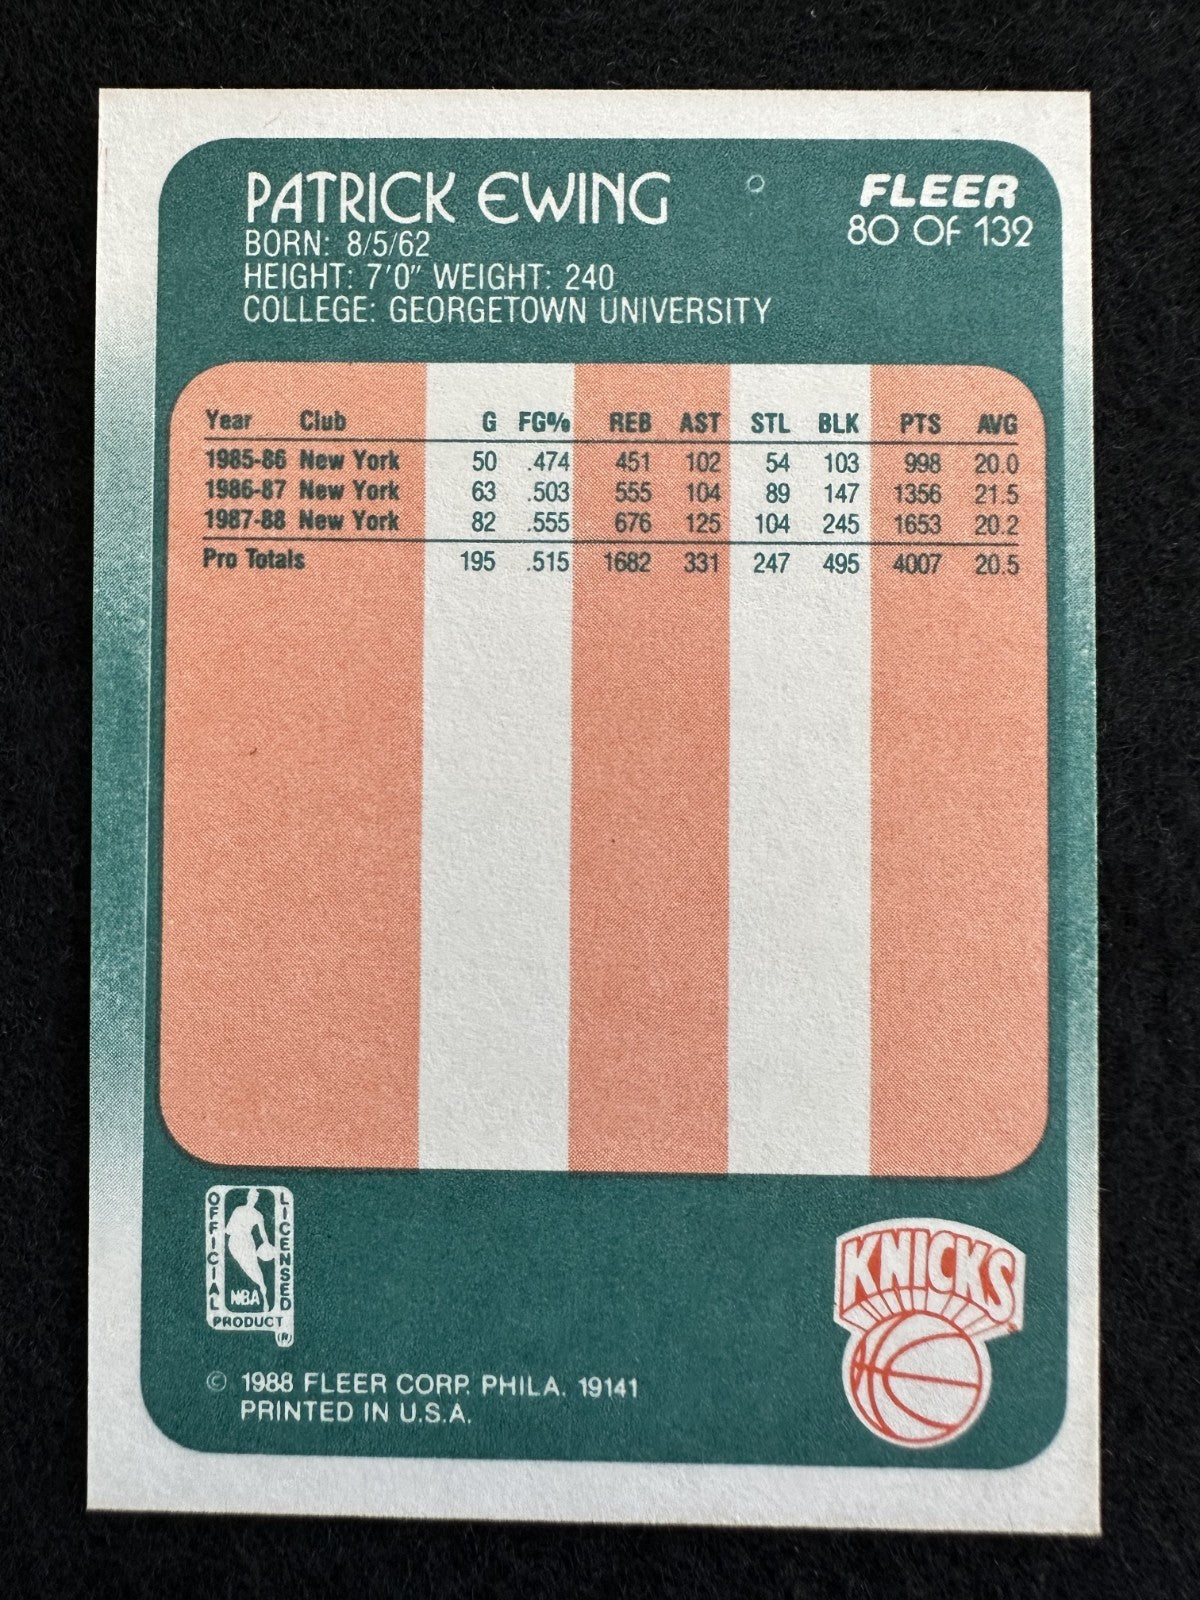 PATRICK EWING
FLEER
80 OF 132
BORN: 8/5/62
HEIGHT: 7'0" WEIGHT: 240
COLLEGE: GEORGETOWN UNIVERSITY
Year Club G FG% REB AST STL BLK PTS AVG
1985-86 New York 50 .474 451 102 54 103 998 20.0
1986-87 New York 63 .503 555 104 89 147 1356 21.5
1987-88 New York 82 .555 676 125 104 245 1653 20.2
Pro Totals 195 .515 1682 331 247 495 4007 20.5
OFFICIAL LICENSED
NBA
PRODUCT
(R)
KNICKS
© 1988 FLEER CORP. PHILA. 19141
PRINTED IN U.S.A.